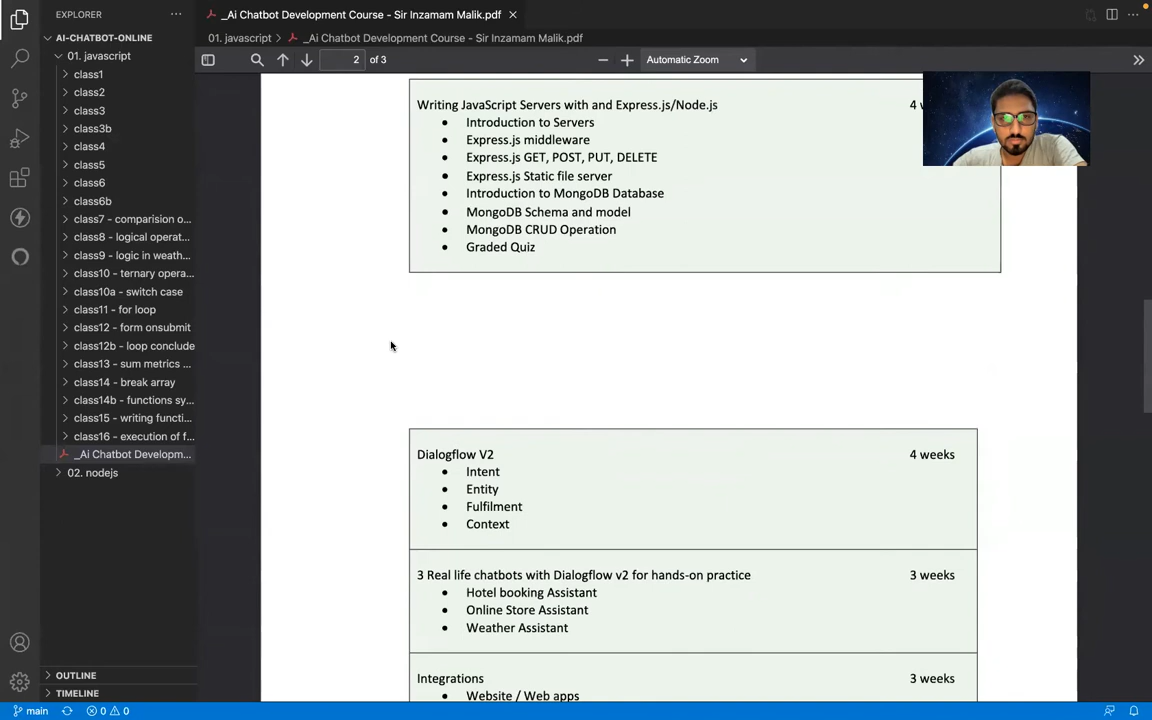 EXPLORER
_Ai Chatbot Development Course - Sir Inzamam Malik.pdf
AI-CHATBOT-ONLINE
01. javascript > _Ai Chatbot Development Course - Sir Inzamam Malik.pdf
01. javascript
2 of 3
Automatic Zoom
class1
class2
class3
class3b
class4
class5
class6
class6b
class7 - comparision o...
class8 - logical operat...
class9 - logic in weath...
class10 - ternary opera...
class10a - switch case
class11 - for loop
class12 - form onsubmit
class12b - loop conclude
class13 - sum metrics ...
class14 - break array
class14b - functions sy...
class15 - writing functi...
class16 - execution of f...
_Ai Chatbot Developm...
02. nodejs
OUTLINE
TIMELINE
main
0 0
Writing JavaScript Servers with and Express.js/Node.js 4
• Introduction to Servers
• Express.js middleware
• Express.js GET, POST, PUT, DELETE
• Express.js Static file server
• Introduction to MongoDB Database
• MongoDB Schema and model
• MongoDB CRUD Operation
• Graded Quiz
Dialogflow V2 4 weeks
• Intent
• Entity
• Fulfilment
• Context
3 Real life chatbots with Dialogflow v2 for hands-on practice 3 weeks
• Hotel booking Assistant
• Online Store Assistant
• Weather Assistant
Integrations 3 weeks
• Website / Web apps